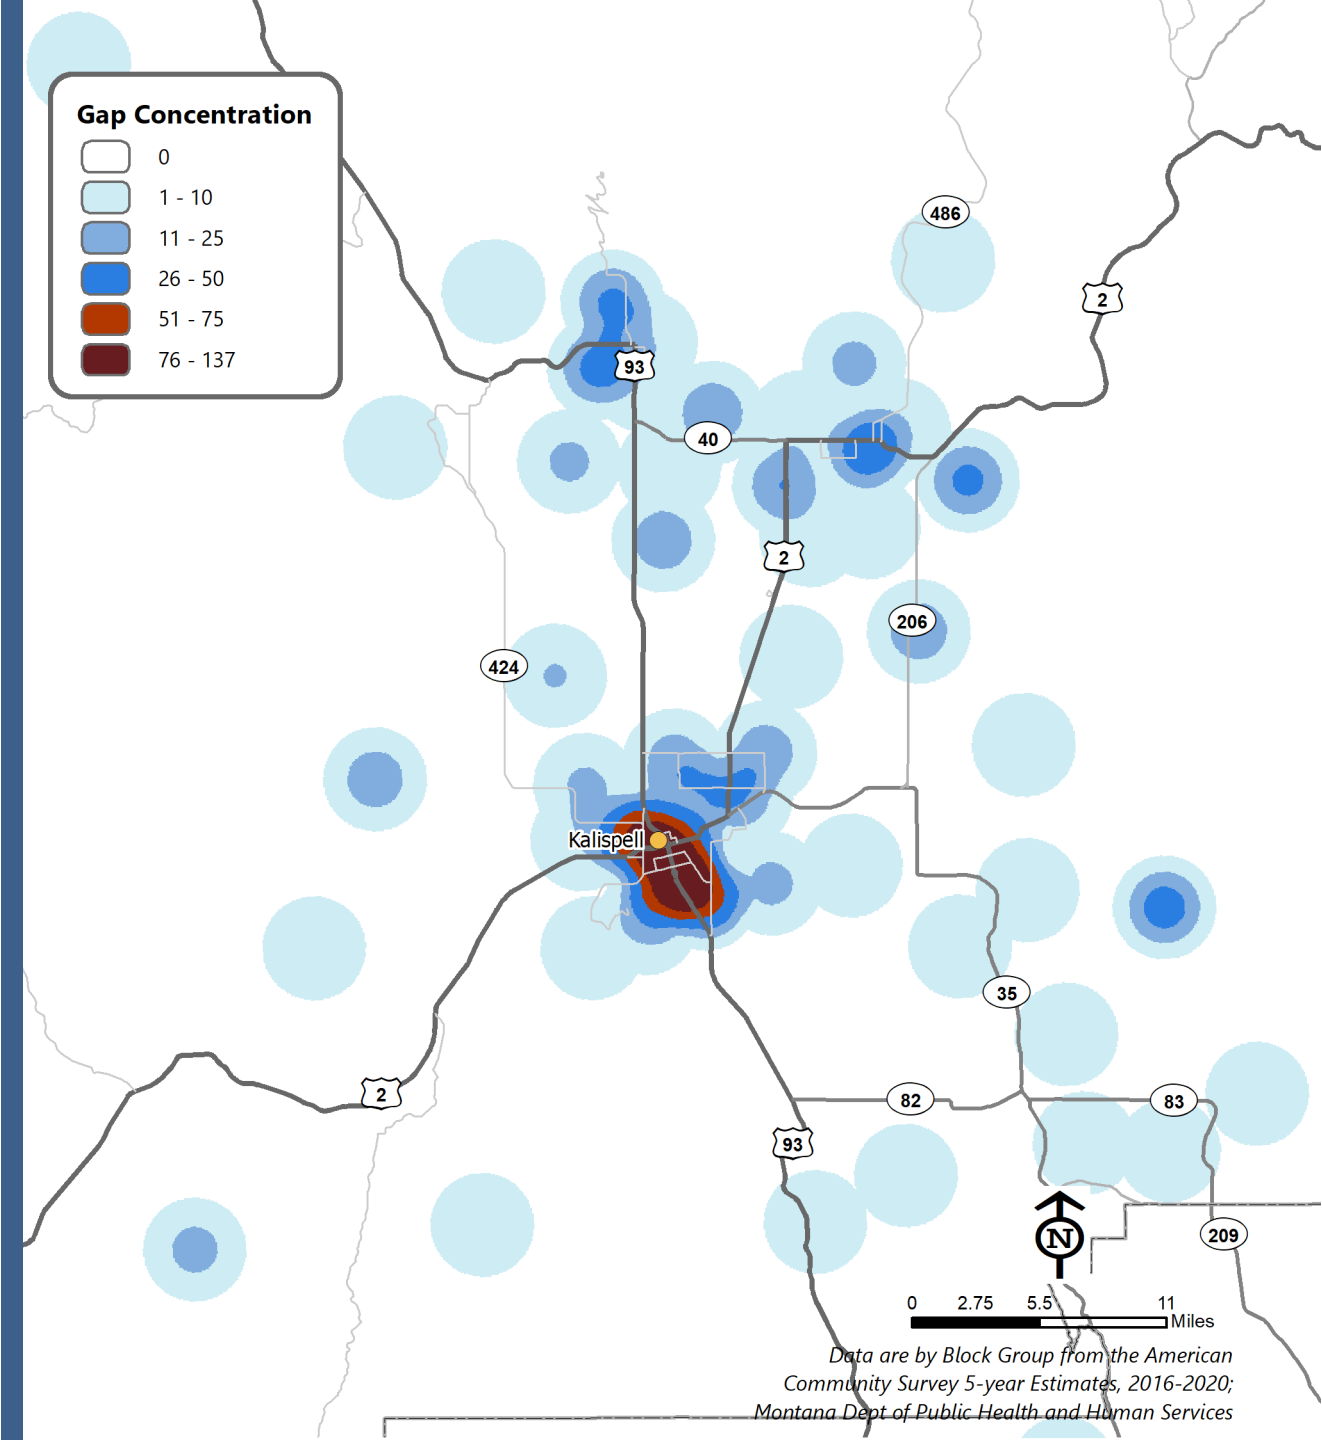 Gap Concentration
0
1 - 10
11 - 25
26 - 50
51 - 75
76 - 137
486
2
93
40
2
206
424
Kalispell
35
2
82
83
93
209
N
0 2.75 5.5 11
Miles
Data are by Block Group from the American
Community Survey 5-year Estimates, 2016-2020;
Montana Dept of Public Health and Human Services